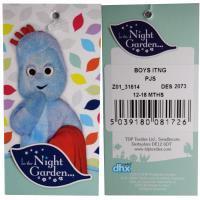 In the
Night
Garden...
In the
Night
Garden...
BOYS ITNG
PJS
Z01_31614 DES 2073
12-18 MTHS
5 039180 081726
TDP Textiles Ltd., Swadlincote
Derbyshire DE12 6DT
www.tdptextiles.com
dhx